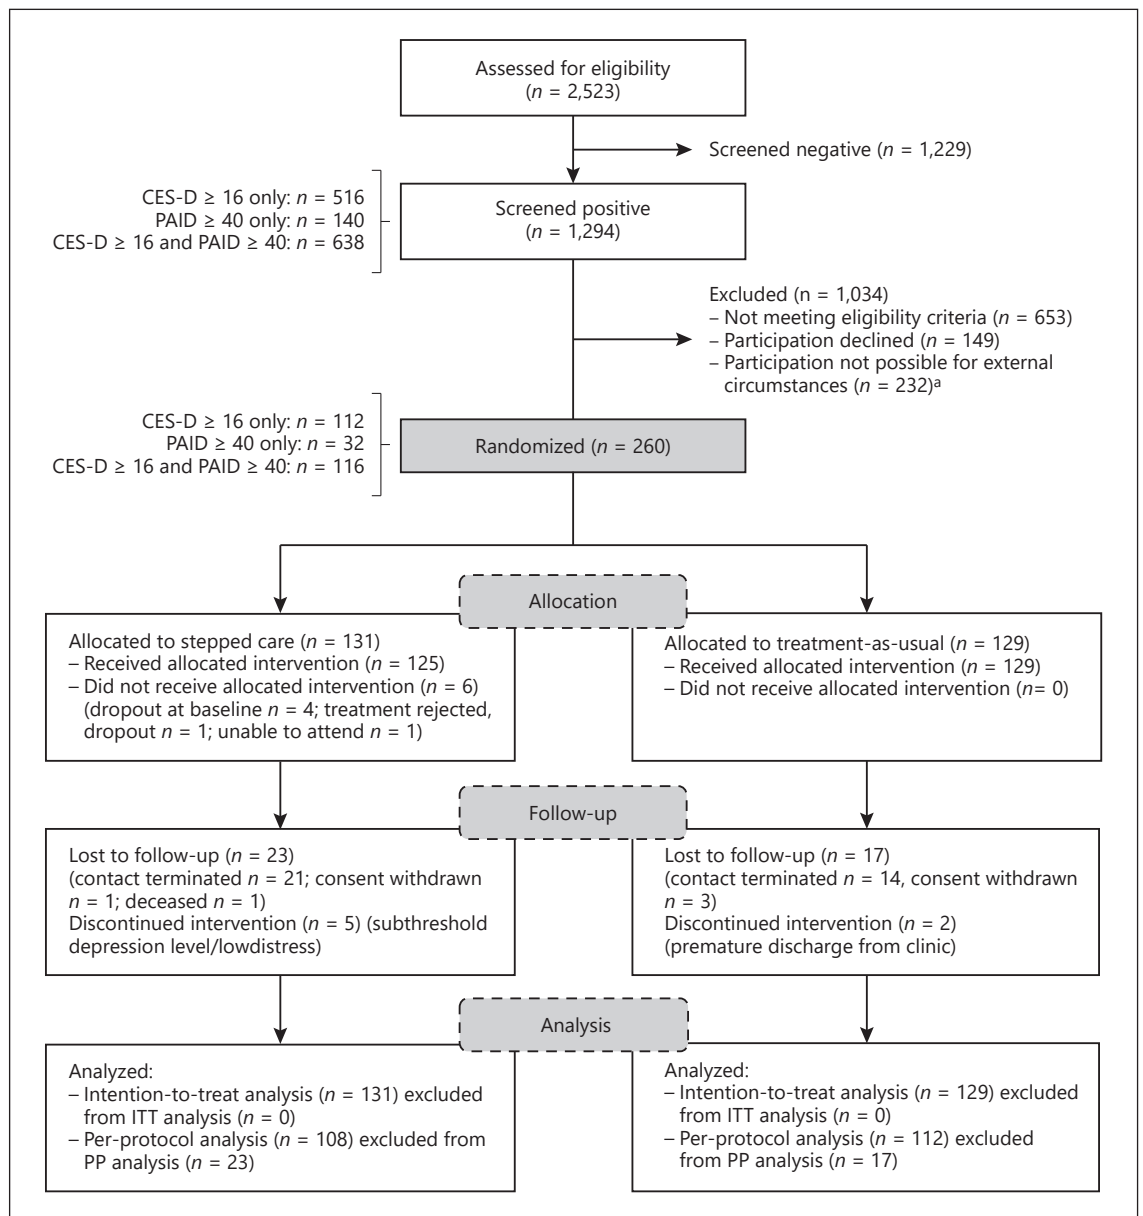 Assessed for eligibility
(n = 2,523)
Screened negative (n = 1,229)
CES-D ≥ 16 only: n = 516
PAID ≥ 40 only: n = 140
CES-D ≥ 16 and PAID ≥ 40: n = 638
Screened positive
(n = 1,294)
Excluded (n = 1,034)
– Not meeting eligibility criteria (n = 653)
– Participation declined (n = 149)
– Participation not possible for external
circumstances (n = 232)ᵃ
CES-D ≥ 16 only: n = 112
PAID ≥ 40 only: n = 32
CES-D ≥ 16 and PAID ≥ 40: n = 116
Randomized (n = 260)
Allocation
Allocated to stepped care (n = 131)
– Received allocated intervention (n = 125)
– Did not receive allocated intervention (n = 6)
(dropout at baseline n = 4; treatment rejected,
dropout n = 1; unable to attend n = 1)
Allocated to treatment-as-usual (n = 129)
– Received allocated intervention (n = 129)
– Did not receive allocated intervention (n= 0)
Follow-up
Lost to follow-up (n = 23)
(contact terminated n = 21; consent withdrawn
n = 1; deceased n = 1)
Discontinued intervention (n = 5) (subthreshold
depression level/lowdistress)
Lost to follow-up (n = 17)
(contact terminated n = 14, consent withdrawn
n = 3)
Discontinued intervention (n = 2)
(premature discharge from clinic)
Analysis
Analyzed:
– Intention-to-treat analysis (n = 131) excluded
from ITT analysis (n = 0)
– Per-protocol analysis (n = 108) excluded from
PP analysis (n = 23)
Analyzed:
– Intention-to-treat analysis (n = 129) excluded
from ITT analysis (n = 0)
– Per-protocol analysis (n = 112) excluded
from PP analysis (n = 17)